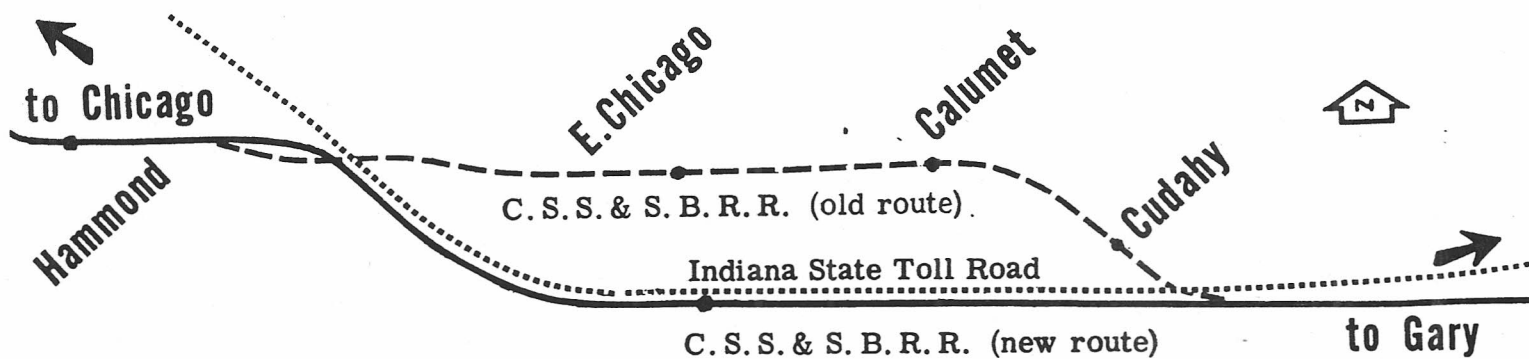 to Chicago
Hammond
E. Chicago
Calumet
N
Cudahy
C. S. S. & S. B. R. R. (old route)
Indiana State Toll Road
C. S. S. & S. B. R. R. (new route)
to Gary